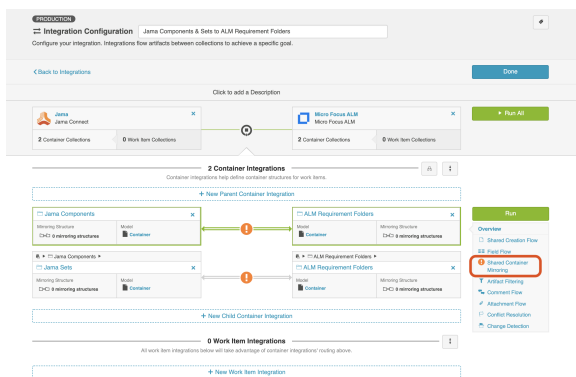 PRODUCTION
Integration Configuration
Jama Components & Sets to ALM Requirement Folders
Configure your integration. Integrations flow artifacts between collections to achieve a specific goal.
Back to Integrations
Done
Click to add a Description
Jama
Jama Connect
Micro Focus ALM
Micro Focus ALM
Run All
2 Container Collections
0 Work Item Collections
2 Container Collections
0 Work Item Collections
2 Container Integrations
Container integrations help define container structures for work items.
+ New Parent Container Integration
Jama Components
ALM Requirement Folders
Run
Mirroring Structure
0 mirroring structures
Model
Container
Model
Container
Mirroring Structure
0 mirroring structures
Overview
Shared Creation Flow
Field Flow
Shared Container Mirroring
Artifact Filtering
Comment Flow
Attachment Flow
Conflict Resolution
Change Detection
Jama Components
ALM Requirement Folders
Jama Sets
ALM Requirement Folders
Mirroring Structure
0 mirroring structures
Model
Container
Model
Container
Mirroring Structure
0 mirroring structures
+ New Child Container Integration
0 Work Item Integrations
All work item integrations below will take advantage of container integrations' routing above.
+ New Work Item Integration